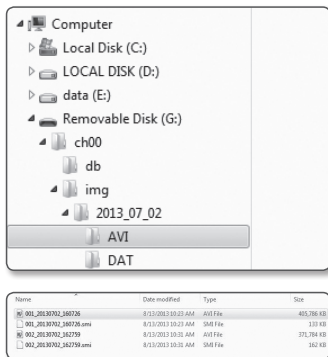 Computer
Local Disk (C:)
LOCAL DISK (D:)
data (E:)
Removable Disk (G:)
ch00
db
img
2013_07_02
AVI
DAT
Name Date modified Type Size
001_20130702_160726 8/13/2013 10:23 AM AVI File 405,786 KB
001_20130702_160726.smi 8/13/2013 10:23 AM SMI File 133 KB
002_20130702_162759 8/13/2013 10:31 AM AVI File 371,784 KB
002_20130702_162759.smi 8/13/2013 10:31 AM SMI File 162 KB